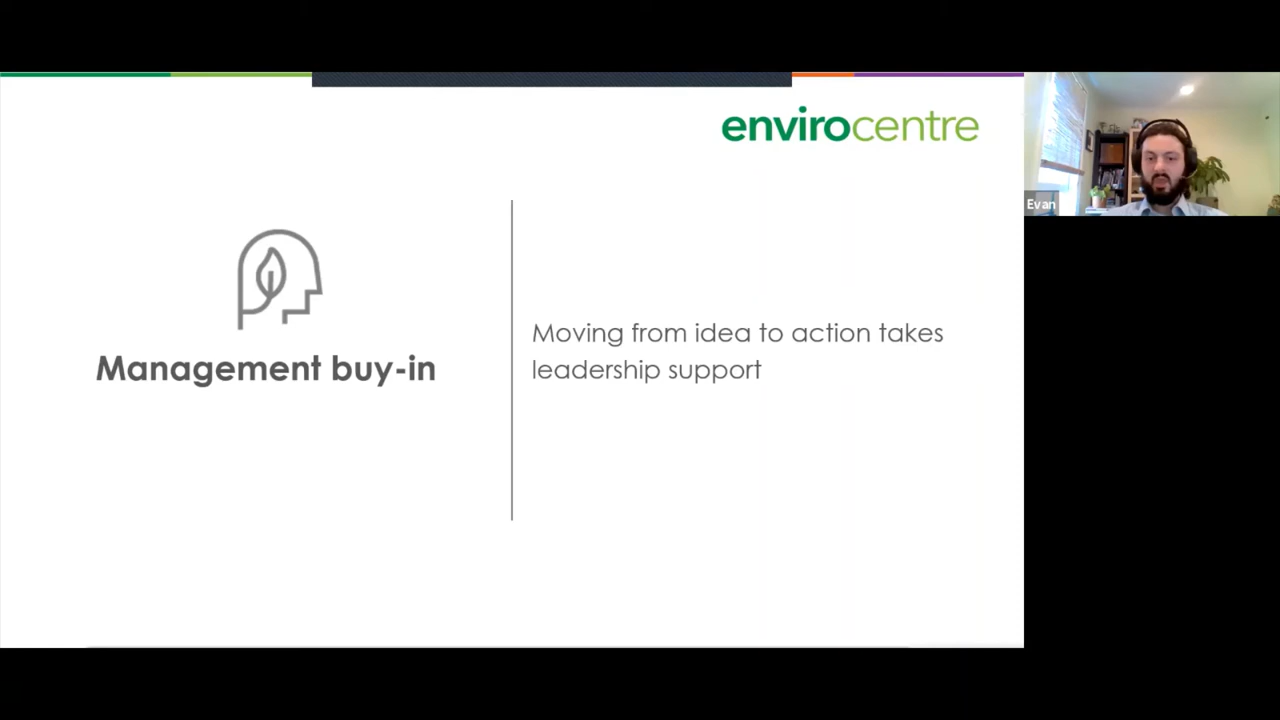 envirocentre
Evan
Management buy-in
Moving from idea to action takes
leadership support